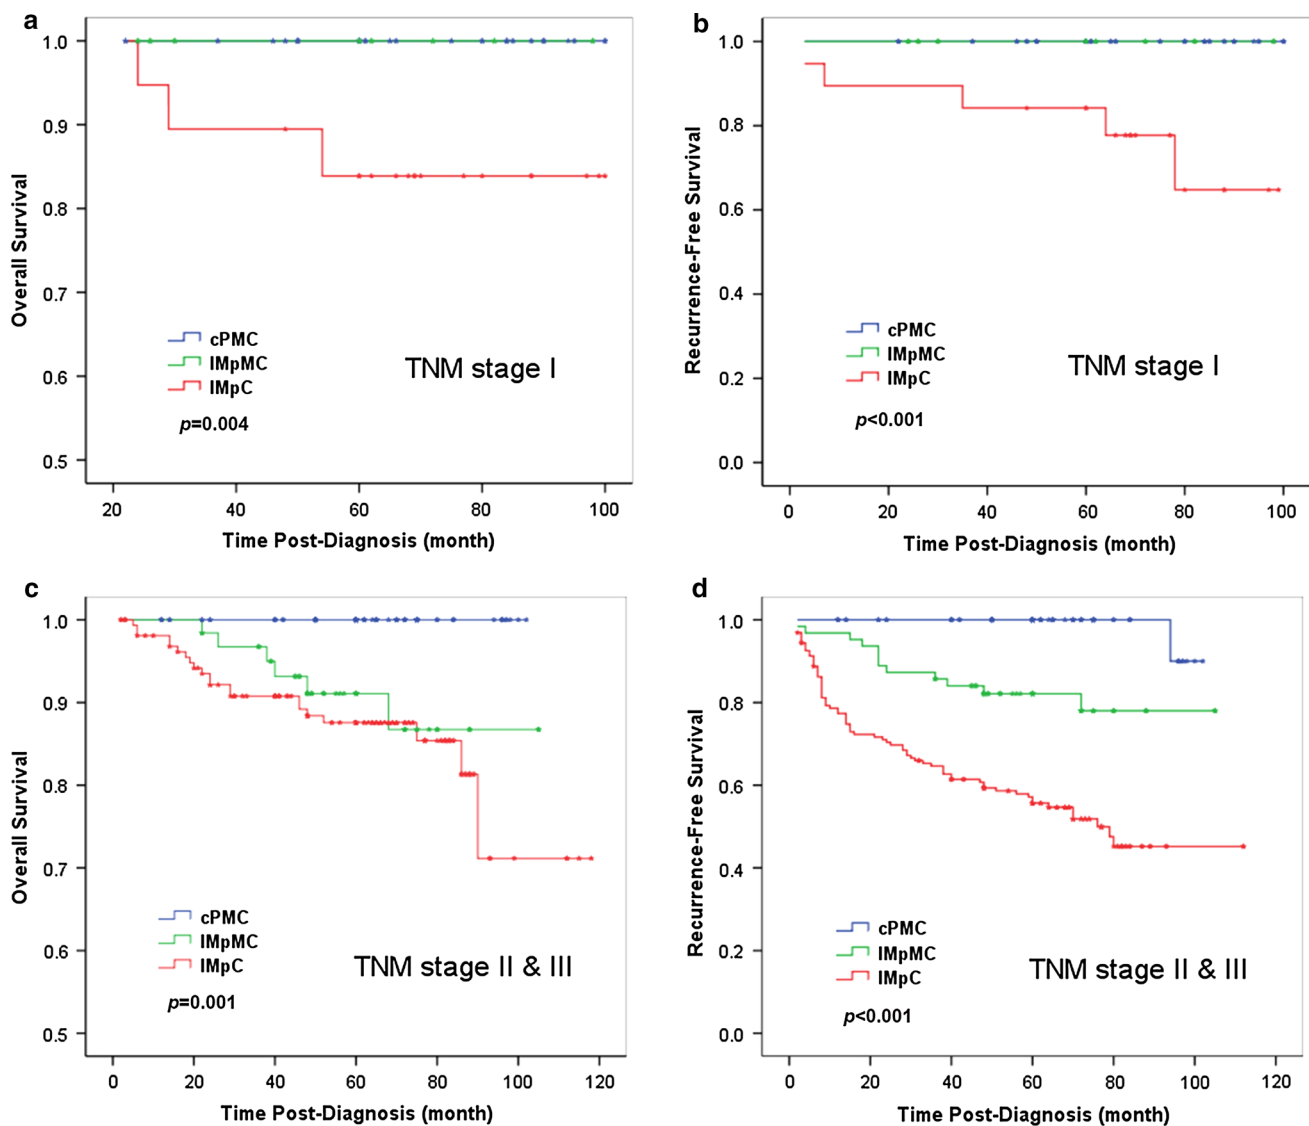 a
1.0
0.9
0.8
0.7
0.6
0.5
Overall Survival
cPMC
IMpMC
IMpC
p=0.004
TNM stage I
20 40 60 80 100
Time Post-Diagnosis (month)
b
1.0
0.8
0.6
0.4
0.2
0.0
Recurrence-Free Survival
cPMC
IMpMC
IMpC
p<0.001
TNM stage I
0 20 40 60 80 100
Time Post-Diagnosis (month)
c
1.0
0.9
0.8
0.7
0.6
0.5
Overall Survival
cPMC
IMpMC
IMpC
p=0.001
TNM stage II & III
0 20 40 60 80 100 120
Time Post-Diagnosis (month)
d
1.0
0.8
0.6
0.4
0.2
0.0
Recurrence-Free Survival
cPMC
IMpMC
IMpC
p<0.001
TNM stage II & III
0 20 40 60 80 100 120
Time Post-Diagnosis (month)